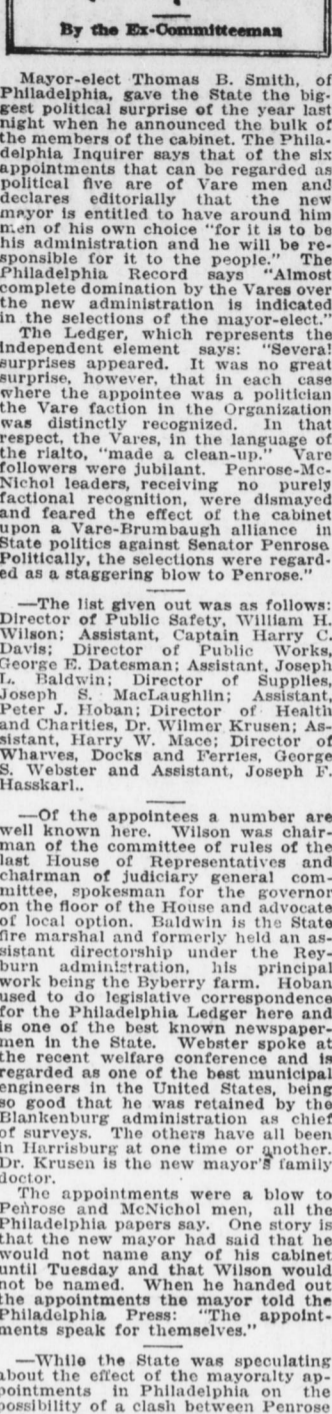 By the Ex-Committeeman
Mayor-elect Thomas B. Smith, of
Philadelphia, gave the State the big-
gest political surprise of the year last
night when he announced the bulk of
the members of the cabinet. The Phila-
delphia Inquirer says that of the six
appointments that can be regarded as
political five are of Vare men and
declares editorially that the new
mayor is entitled to have around him
men of his own choice "for it is to be
his administration and he will be re-
sponsible for it to the people." The
Philadelphia Record says "Almost
complete domination by the Vares over
the new administration is indicated
in the selections of the mayor-elect."
The Ledger, which represents the
independent element says: "Several
surprises appeared. It was no great
surprise, however, that in each case
where the appointee was a politician
the Vare faction in the Organization
was distinctly recognized. In that
respect, the Vares, in the language of
the rialto, "made a clean-up." Vare
followers were jubilant. Penrose-Mc-
Nichol leaders, receiving no purely
factional recognition, were dismayed
and feared the effect of the cabinet
upon a Vare-Brumbaugh alliance in
State politics against Senator Penrose
Politically, the selections were regard-
ed as a staggering blow to Penrose."
—The list given out was as follows:
Director of Public Safety, William H.
Wilson; Assistant, Captain Harry C.
Davis; Director of Public Works,
George E. Datesman; Assistant, Joseph
L. Baldwin; Director of Supplies,
Joseph S. MacLaughlin; Assistant,
Peter J. Hoban; Director of Health
and Charities, Dr. Wilmer Krusen; As-
sistant, Harry W. Mace; Director of
Wharves, Docks and Ferries, George
S. Webster and Assistant, Joseph F.
Hasskarl..
—Of the appointees a number are
well known here. Wilson was chair-
man of the committee of rules of the
last House of Representatives and
chairman of judiciary general com-
mittee, spokesman for the governor
on the floor of the House and advocate
of local option. Baldwin is the State
fire marshal and formerly held an as-
sistant directorship under the Rey-
burn administration, his principal
work being the Byberry farm. Hoban
used to do legislative correspondence
for the Philadelphia Ledger here and
is one of the best known newspaper-
men in the State. Webster spoke at
the recent welfare conference and is
regarded as one of the best municipal
engineers in the United States, being
so good that he was retained by the
Blankenburg administration as chief
of surveys. The others have all been
in Harrisburg at one time or another.
Dr. Krusen is the new mayor's family
doctor.
The appointments were a blow to
Penrose and McNichol men, all the
Philadelphia papers say. One story is
that the new mayor had said that he
would not name any of his cabinet
until Tuesday and that Wilson would
not be named. When he handed out
the appointments the mayor told the
Philadelphia Press: "The appoint-
ments speak for themselves."
—While the State was speculating
about the effect of the mayoralty ap-
pointments in Philadelphia on the
possibility of a clash between Penrose